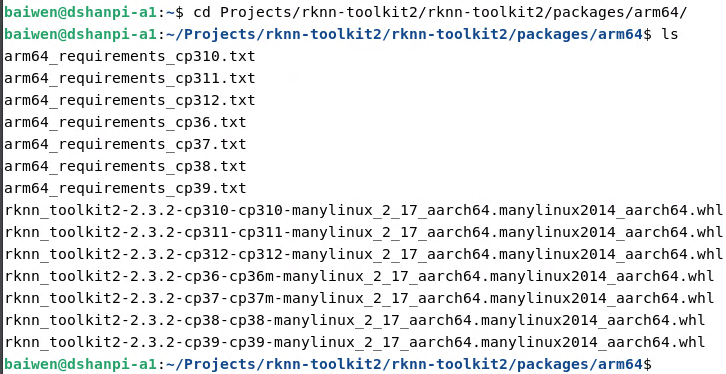 baiwen@dshanpi-a1:~$ cd Projects/rknn-toolkit2/rknn-toolkit2/packages/arm64/
baiwen@dshanpi-a1:~/Projects/rknn-toolkit2/rknn-toolkit2/packages/arm64$ ls
arm64_requirements_cp310.txt
arm64_requirements_cp311.txt
arm64_requirements_cp312.txt
arm64_requirements_cp36.txt
arm64_requirements_cp37.txt
arm64_requirements_cp38.txt
arm64_requirements_cp39.txt
rknn_toolkit2-2.3.2-cp310-cp310-manylinux_2_17_aarch64.manylinux2014_aarch64.whl
rknn_toolkit2-2.3.2-cp311-cp311-manylinux_2_17_aarch64.manylinux2014_aarch64.whl
rknn_toolkit2-2.3.2-cp312-cp312-manylinux_2_17_aarch64.manylinux2014_aarch64.whl
rknn_toolkit2-2.3.2-cp36-cp36m-manylinux_2_17_aarch64.manylinux2014_aarch64.whl
rknn_toolkit2-2.3.2-cp37-cp37m-manylinux_2_17_aarch64.manylinux2014_aarch64.whl
rknn_toolkit2-2.3.2-cp38-cp38-manylinux_2_17_aarch64.manylinux2014_aarch64.whl
rknn_toolkit2-2.3.2-cp39-cp39-manylinux_2_17_aarch64.manylinux2014_aarch64.whl
baiwen@dshanpi-a1:~/Projects/rknn-toolkit2/rknn-toolkit2/packages/arm64$